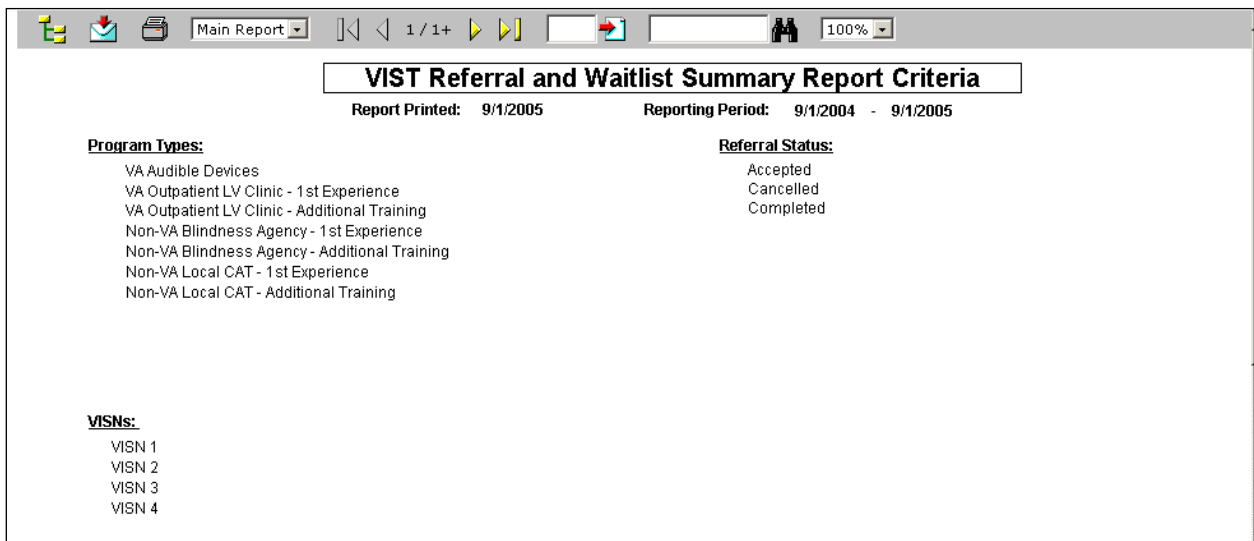 Main Report 1 / 1+ 100%
VIST Referral and Waitlist Summary Report Criteria
Report Printed: 9/1/2005 Reporting Period: 9/1/2004 - 9/1/2005
Program Types:
VA Audible Devices
VA Outpatient LV Clinic - 1st Experience
VA Outpatient LV Clinic - Additional Training
Non-VA Blindness Agency - 1st Experience
Non-VA Blindness Agency - Additional Training
Non-VA Local CAT - 1st Experience
Non-VA Local CAT - Additional Training
Referral Status:
Accepted
Cancelled
Completed
VISNs:
VISN 1
VISN 2
VISN 3
VISN 4